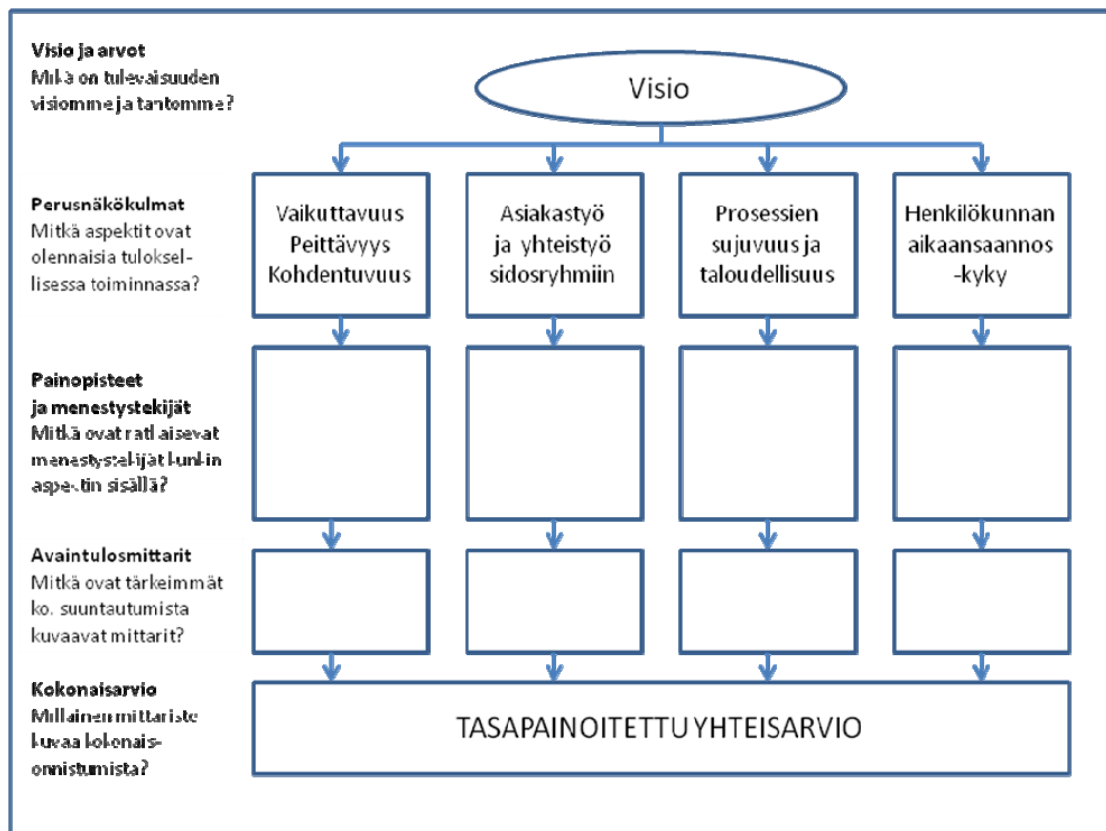 Visio ja arvot
Mikä on tulevaisuuden
visiomme ja tahtomme?
Visio
Perusnäkökulmat
Mitkä aspektit ovat
olennaisia tuloksel-
lisessa toiminnassa?
Vaikuttavuus
Peittävyys
Kohdentuvuus
Asiakastyö
ja yhteistyö
sidosryhmiin
Prosessien
sujuvuus ja
taloudellisuus
Henkilökunnan
aikaansaannos
-kyky
Painopisteet
ja menestystekijät
Mitkä ovat ratkaisevat
menestystekijät kunkin
aspektin sisällä?
Avaintulosmittarit
Mitkä ovat tärkeimmät
ko. suuntautumista
kuvaavat mittarit?
Kokonaisarvio
Millainen mittaristo
kuvaa kokonais-
onnistumista?
TASAPAINOITETTU YHTEISARVIO